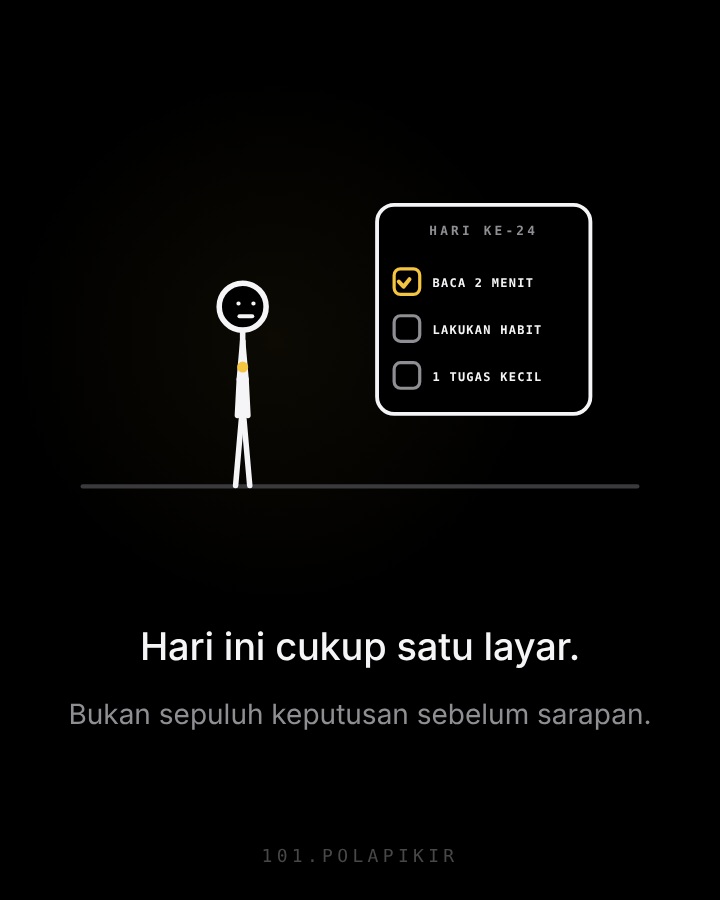 HARI KE-24
BACA 2 MENIT
LAKUKAN HABIT
1 TUGAS KECIL
Hari ini cukup satu layar.
Bukan sepuluh keputusan sebelum sarapan.
101.POLAPIKIR